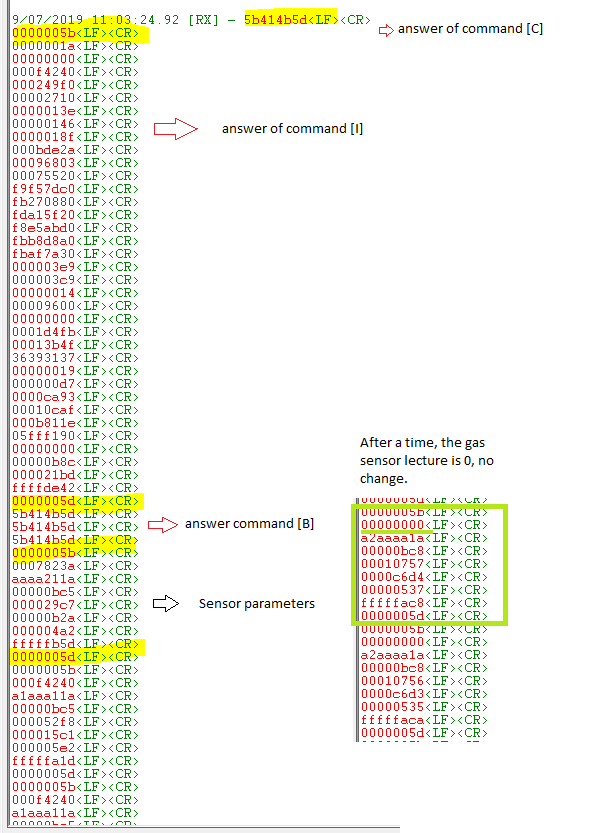 9/07/2019 11:03:24.92 [RX] - 5b414b5d<LF><CR>
answer of command [C]
0000005b<LF><CR>
0000001a<LF><CR>
00000000<LF><CR>
000f4240<LF><CR>
000249f0<LF><CR>
00002710<LF><CR>
0000013e<LF><CR>
00000146<LF><CR>
answer of command [I]
0000018f<LF><CR>
000bde2a<LF><CR>
00096803<LF><CR>
00075520<LF><CR>
f9f57dc0<LF><CR>
fb270880<LF><CR>
fda15f20<LF><CR>
f8e5abd0<LF><CR>
fbb8d8a0<LF><CR>
fbaf7a30<LF><CR>
000003e9<LF><CR>
000003c9<LF><CR>
00000014<LF><CR>
00009600<LF><CR>
00000000<LF><CR>
0001d4fb<LF><CR>
00013b4f<LF><CR>
36393137<LF><CR>
00000019<LF><CR>
000000d7<LF><CR>
0000ca93<LF><CR>
00010caf<LF><CR>
000b811e<LF><CR>
05fff190<LF><CR>
00000000<LF><CR>
00000b8c<LF><CR>
000021bd<LF><CR>
ffffde42<LF><CR>
0000005d<LF><CR>
5b414b5d<LF><CR>
5b414b5d<LF><CR>
answer command [B]
5b414b5d<LF><CR>
0000005b<LF><CR>
0007823a<LF><CR>
aaaa211a<LF><CR>
00000bc5<LF><CR>
000029c7<LF><CR>
Sensor parameters
00000b2a<LF><CR>
000004a2<LF><CR>
fffffb5d<LF><CR>
0000005d<LF><CR>
0000005b<LF><CR>
000f4240<LF><CR>
a1aaa11a<LF><CR>
00000bc5<LF><CR>
000052f8<LF><CR>
000015c1<LF><CR>
000005e2<LF><CR>
fffffa1d<LF><CR>
0000005d<LF><CR>
0000005b<LF><CR>
000f4240<LF><CR>
a1aaa11a<LF><CR>
00000bc5<LF><CR>
After a time, the gas
sensor lecture is 0, no
change.
0000005d<LF><CR>
0000005b<LF><CR>
00000000<LF><CR>
a2aaaa1a<LF><CR>
00000bc8<LF><CR>
00010757<LF><CR>
0000c6d4<LF><CR>
00000537<LF><CR>
fffffac8<LF><CR>
0000005d<LF><CR>
0000005b<LF><CR>
00000000<LF><CR>
a2aaaa1a<LF><CR>
00000bc8<LF><CR>
00010756<LF><CR>
0000c6d3<LF><CR>
00000535<LF><CR>
fffffaca<LF><CR>
0000005d<LF><CR>